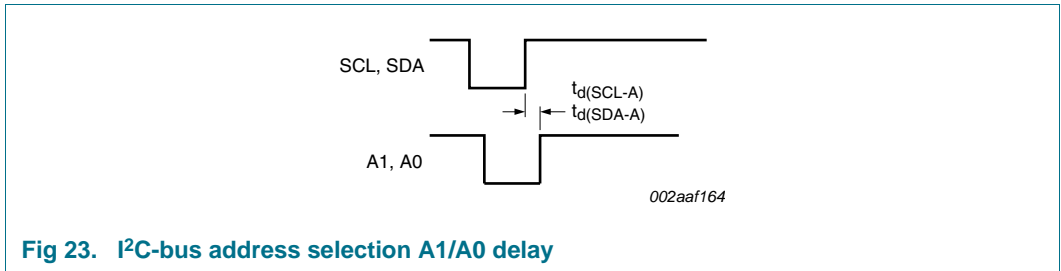 SCL, SDA
td(SCL-A)
td(SDA-A)
A1, A0
002aaf164
Fig 23. I²C-bus address selection A1/A0 delay